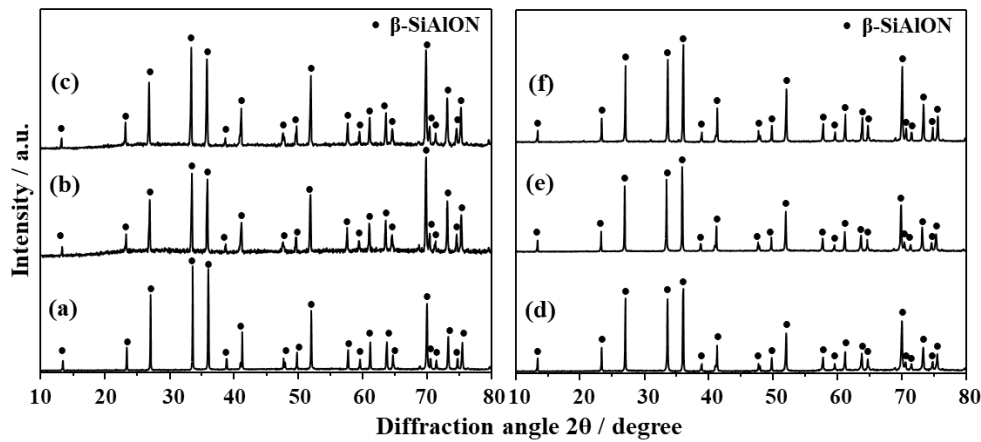 β-SiAlON
(c)
(b)
(a)
10 20 30 40 50 60 70 80
β-SiAlON
(f)
(e)
(d)
10 20 30 40 50 60 70 80
Intensity / a.u.
Diffraction angle 2θ / degree